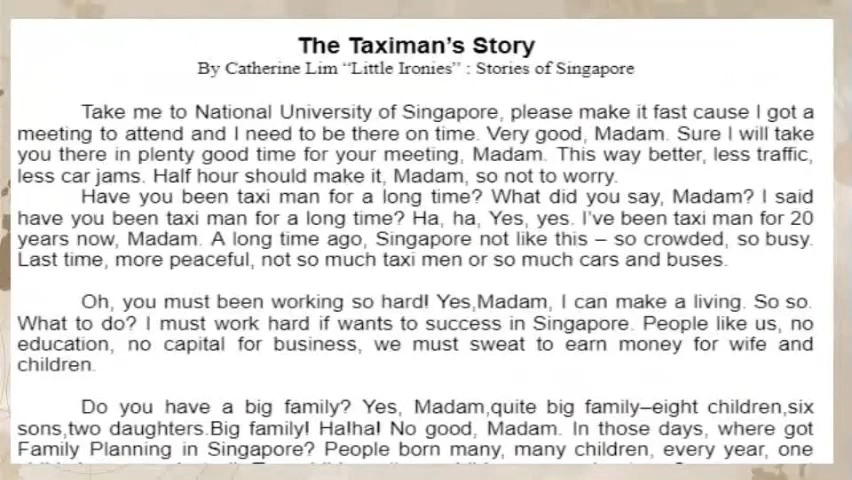 The Taximan's Story
By Catherine Lim "Little Ironies" : Stories of Singapore
Take me to National University of Singapore, please make it fast cause I got a
meeting to attend and I need to be there on time. Very good, Madam. Sure I will take
you there in plenty good time for your meeting, Madam. This way better, less traffic,
less car jams. Half hour should make it, Madam, so not to worry.
Have you been taxi man for a long time? What did you say, Madam? I said
have you been taxi man for a long time? Ha, ha, Yes, yes. I've been taxi man for 20
years now, Madam. A long time ago, Singapore not like this – so crowded, so busy.
Last time, more peaceful, not so much taxi men or so much cars and buses.
Oh, you must been working so hard! Yes,Madam, I can make a living. So so.
What to do? I must work hard if wants to success in Singapore. People like us, no
education, no capital for business, we must sweat to earn money for wife and
children.
Do you have a big family? Yes, Madam,quite big family–eight children,six
sons,two daughters.Big family! Ha!ha! No good, Madam. In those days, where got
Family Planning in Singapore? People born many, many children, every year, one